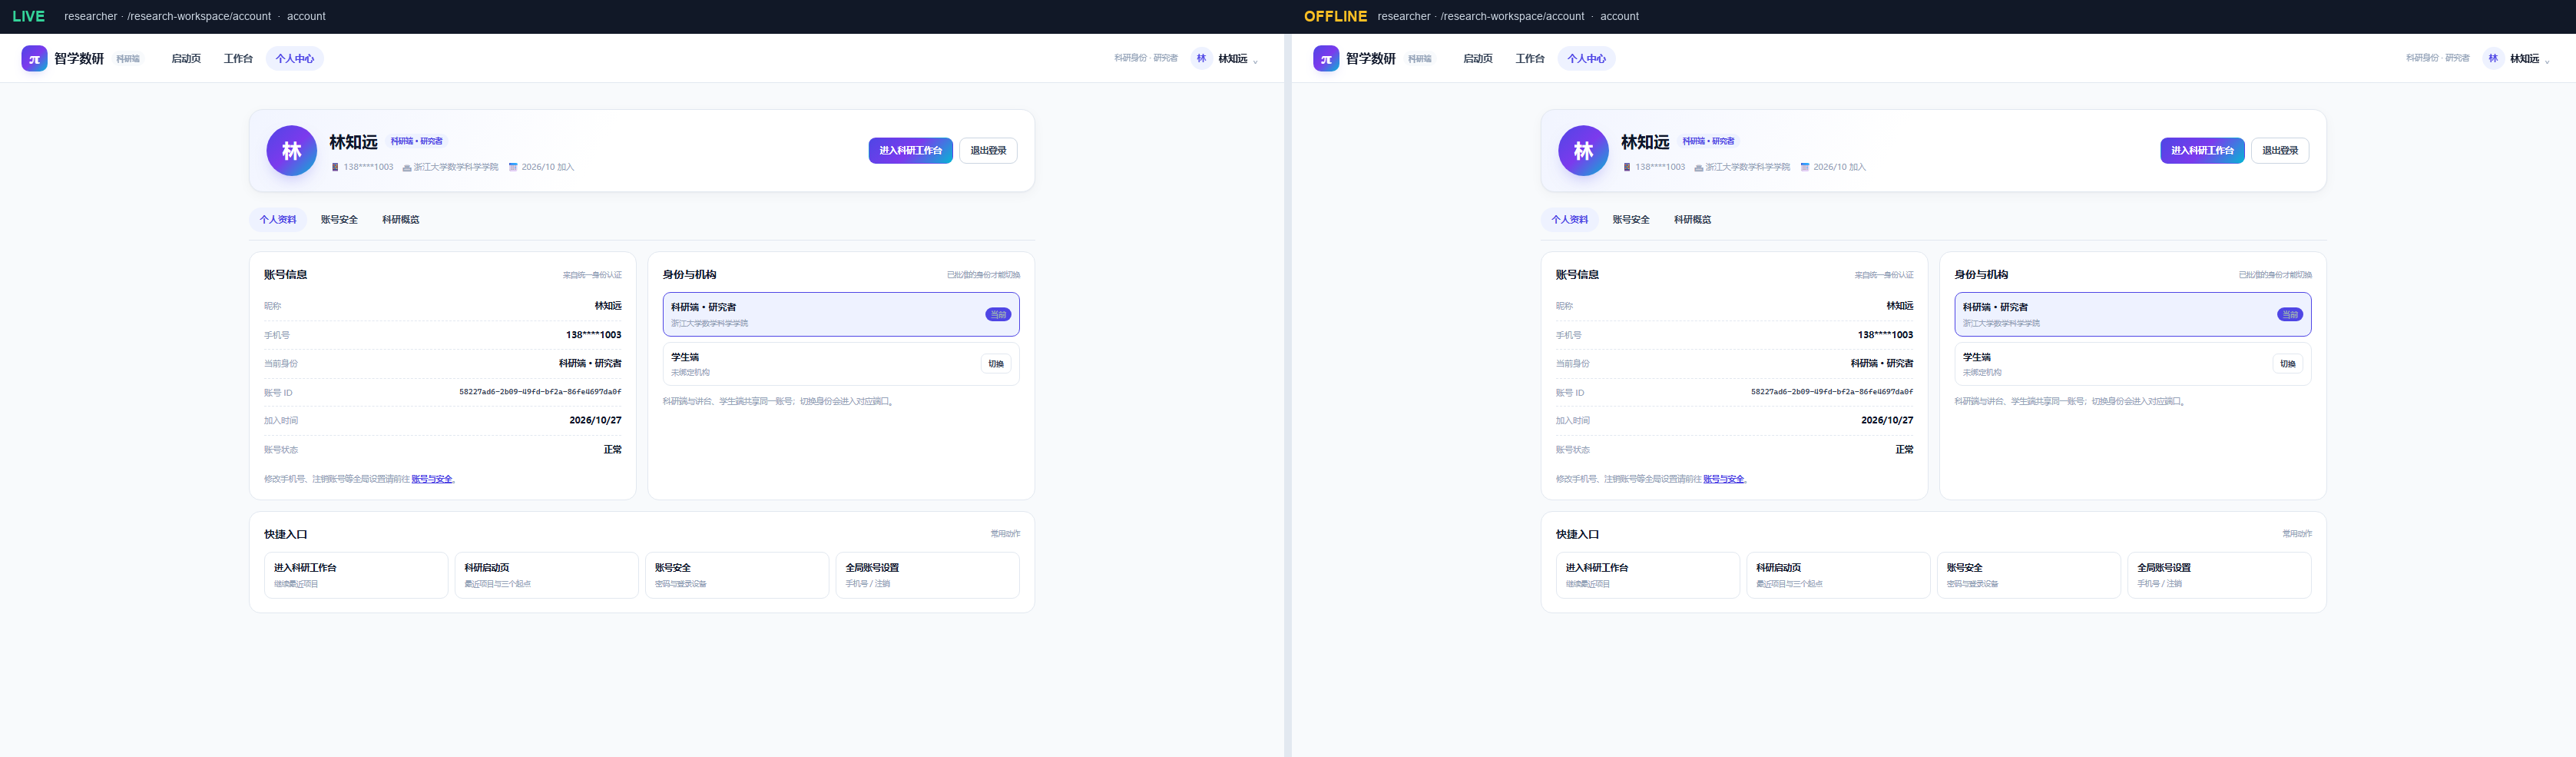 LIVE researcher · /research-workspace/account · account
π 智学数研 科研端 启动页 工作台 个人中心 科研身份 · 研究者 林 林知远
林
林知远 科研端 · 研究者
138****1003 浙江大学数学科学学院 2026/10 加入
进入科研工作台 退出登录
个人资料 账号安全 科研概览
账号信息 来自统一身份认证
昵称 林知远
手机号 138****1003
当前身份 科研端 · 研究者
账号 ID 58227ad6-2b09-49fd-bf2a-86fe4697da0f
加入时间 2026/10/27
账号状态 正常
修改手机号、注销账号等全局设置请前往 账号与安全。
身份与机构 已批准的身份才能切换
科研端 · 研究者
浙江大学数学科学学院
当前
学生端
未绑定机构
切换
科研端与讲台、学生端共享同一账号；切换身份会进入对应端口。
快捷入口 常用动作
进入科研工作台
继续最近项目
科研启动页
最近项目与三个起点
账号安全
密码与登录设备
全局账号设置
手机号 / 注销
OFFLINE researcher · /research-workspace/account · account
π 智学数研 科研端 启动页 工作台 个人中心 科研身份 · 研究者 林 林知远
林
林知远 科研端 · 研究者
138****1003 浙江大学数学科学学院 2026/10 加入
进入科研工作台 退出登录
个人资料 账号安全 科研概览
账号信息 来自统一身份认证
昵称 林知远
手机号 138****1003
当前身份 科研端 · 研究者
账号 ID 58227ad6-2b09-49fd-bf2a-86fe4697da0f
加入时间 2026/10/27
账号状态 正常
修改手机号、注销账号等全局设置请前往 账号与安全。
身份与机构 已批准的身份才能切换
科研端 · 研究者
浙江大学数学科学学院
当前
学生端
未绑定机构
切换
科研端与讲台、学生端共享同一账号；切换身份会进入对应端口。
快捷入口 常用动作
进入科研工作台
继续最近项目
科研启动页
最近项目与三个起点
账号安全
密码与登录设备
全局账号设置
手机号 / 注销